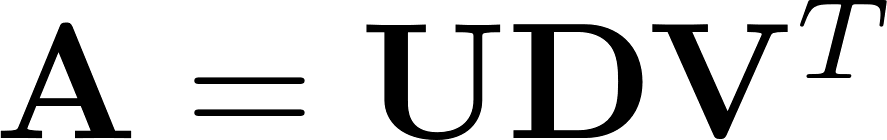 A = UDV^T